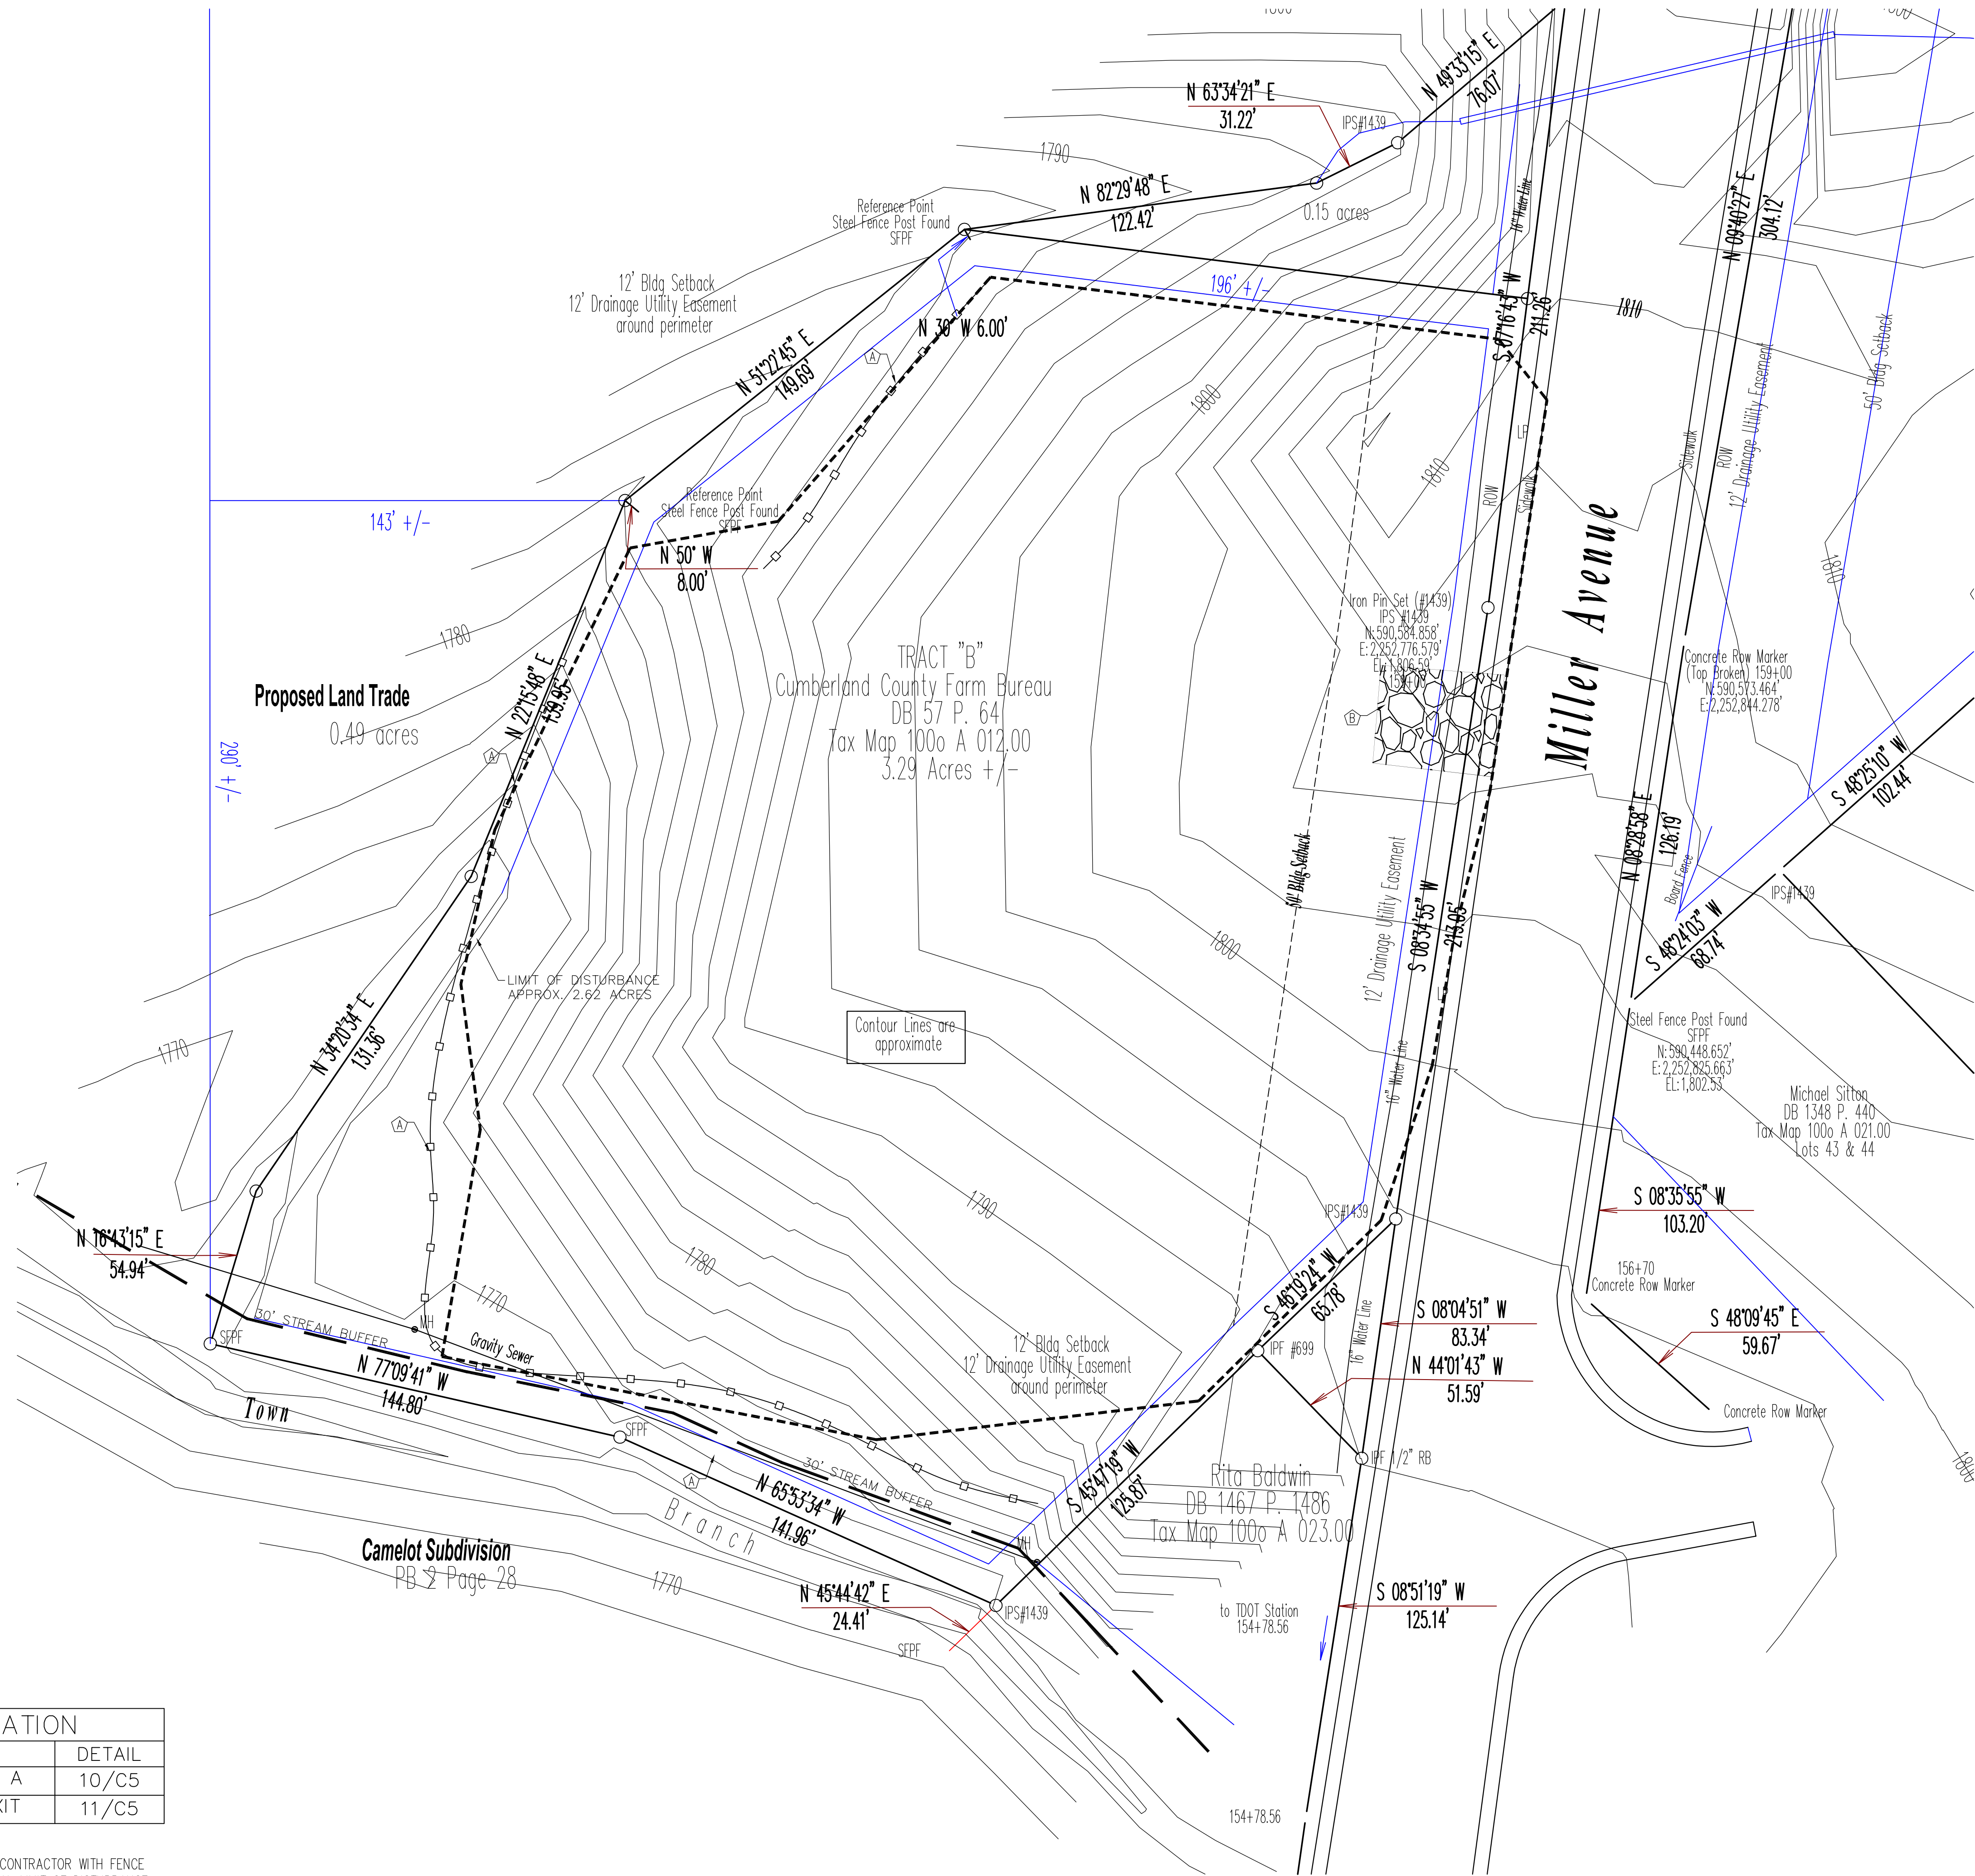 N 49°33'15" E
76.07'
N 63°34'21" E
31.22'
IPS#1439
1790
N 82°29'48" E
122.42'
0.15 acres
16" Water Line
N 09°40'27" E
304.12'
Reference Point
Steel Fence Post Found
SFPF
12' Bldg Setback
12' Drainage Utility Easement
around perimeter
196' +/-
N 30° W 6.00'
S 07°16'43" W
211.26'
1810
N 51°22'45" E
149.69'
A
1800
50' Bldg Setback
12' Drainage Utility Easement
ROW
Sidewalk
LP
1810
Sidewalk
ROW
143' +/-
Reference Point
Steel Fence Post Found
SFPF
N 50° W
8.00'
1810
Miller Avenue
1780
Iron Pin Set (#1439)
IPS #1439
N:590,584.858'
E:2,252,776.579'
EL:1,806.59'
B
TRACT "B"
Cumberland County Farm Bureau
DB 57 P. 64
Tax Map 100o A 012.00
3.29 Acres +/-
Concrete Row Marker
(Top Broken) 159+00
N:590,573.464'
E:2,252,844.278'
Proposed Land Trade
0.49 acres
N 22°15'48" E
139.95'
290' +/-
A
S 48°25'10" W
102.44'
N 08°28'58" E
126.19'
Board Fence
IPS#1439
50' Bldg Setback
12' Drainage Utility Easement
S 08°34'55" W
213.05'
S 48°24'03" W
68.74'
1800
LIMIT OF DISTURBANCE
APPROX. 2.62 ACRES
Contour Lines are
approximate
N 34°20'34" E
131.36'
1770
16" Water Line
Steel Fence Post Found
SFPF
N:590,448.652'
E:2,252,825.663'
EL:1,802.53'
Michael Sitton
DB 1348 P. 440
Tax Map 100o A 021.00
Lots 43 & 44
A
1790
IPS#1439
S 08°35'55" W
103.20'
N 16°43'15" E
54.94'
1780
S 46°19'24" W
65.78'
156+70
Concrete Row Marker
1770
30' STREAM BUFFER
MH
SFPF
Gravity Sewer
S 08°04'51" W
83.34'
16" Water Line
S 48°09'45" E
59.67'
12' Bldg Setback
12' Drainage Utility Easement
around perimeter
IPF #699
N 44°01'43" W
51.59'
N 77°09'41" W
144.80'
Town
SFPF
Concrete Row Marker
1800
IPF 1/2" RB
S 45°47'19" W
125.87'
A
30' STREAM BUFFER
N 65°53'34" W
141.96'
Rita Baldwin
DB 1467 P. 1486
Tax Map 100o A 023.00
Branch
MH
Camelot Subdivision
PB 2 Page 28
1770
N 45°44'42" E
24.41'
IPS#1439
SFPF
to TDOT Station
154+78.56
S 08°51'19" W
125.14'
ATION
DETAIL
A
10/C5
XIT
11/C5
154+78.56
CONTRACTOR WITH FENCE